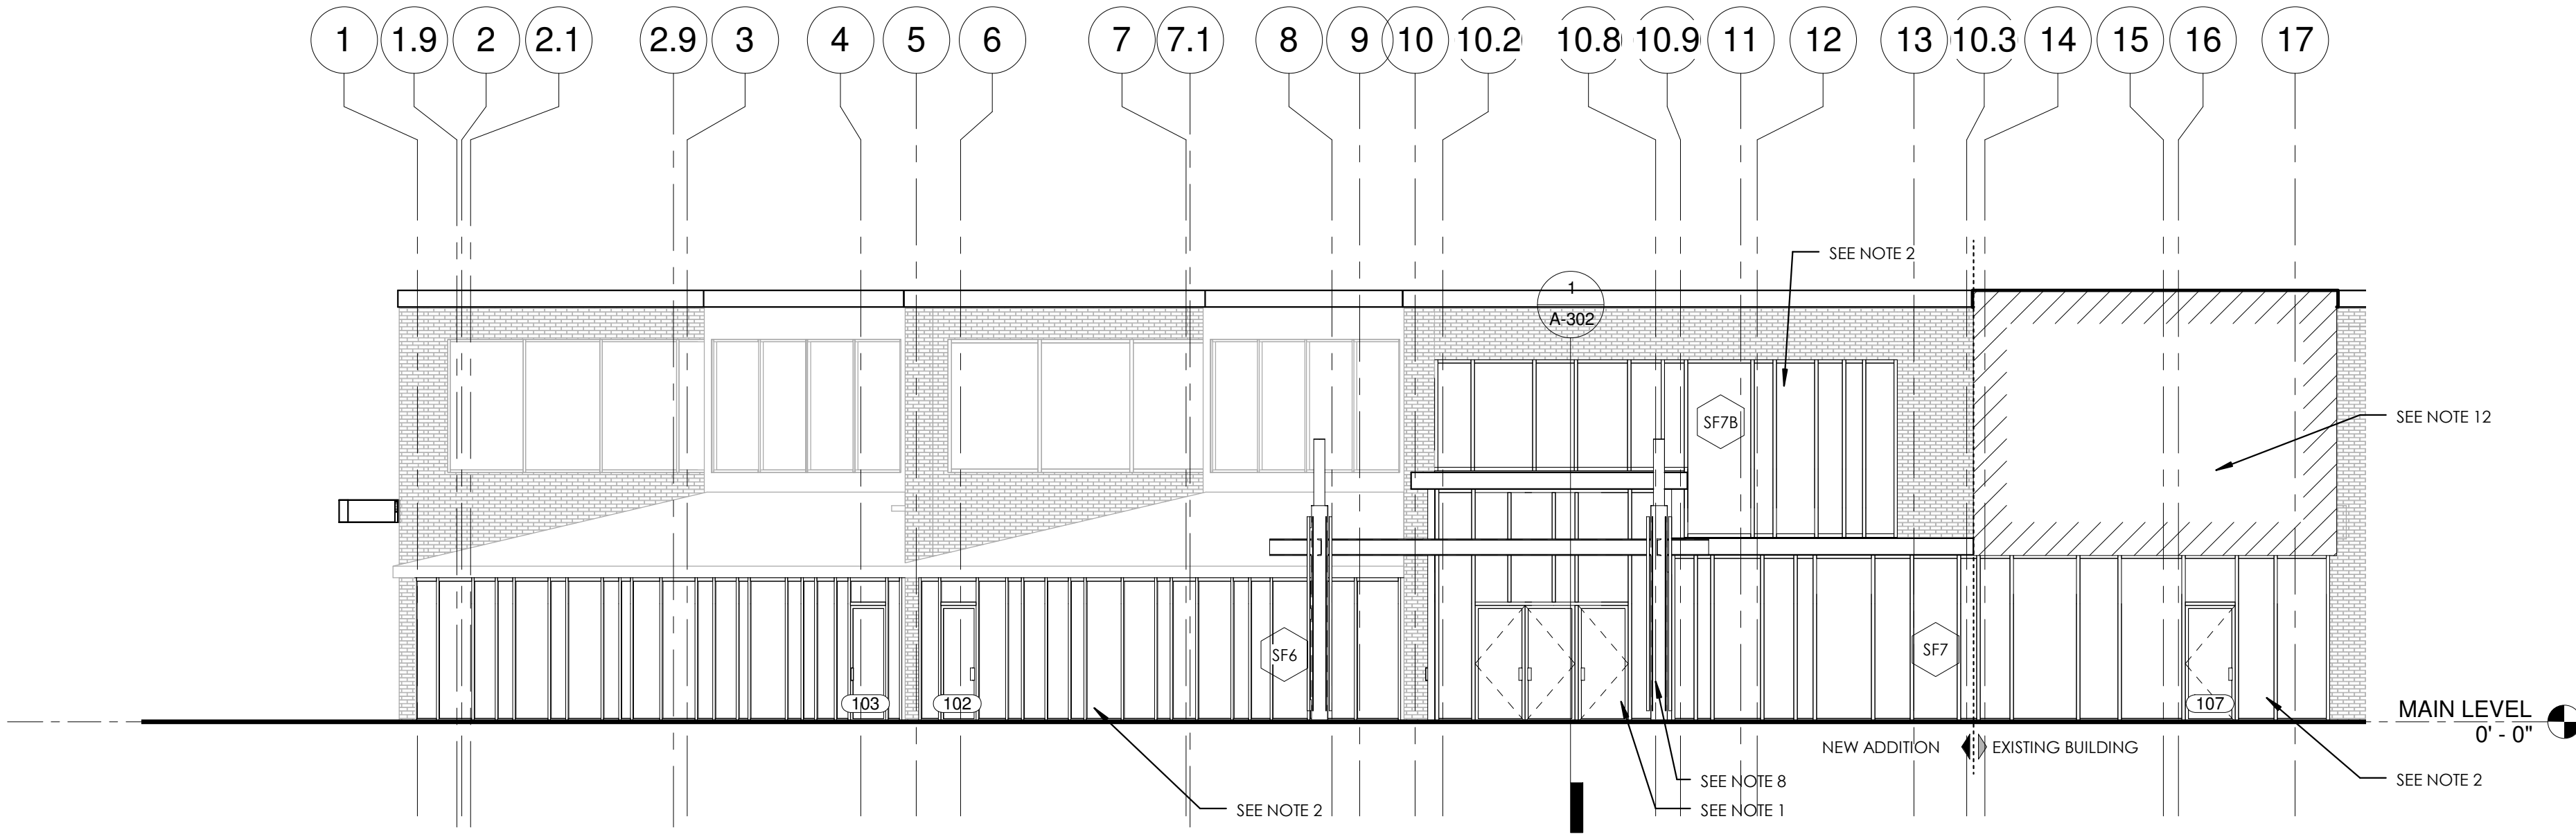 1 1.9 2 2.1 2.9 3 4 5 6 7 7.1 8 9 10 10.2 10.8 10.9 11 12 13 10.3 14 15 16 17
SEE NOTE 2
1
A-302
SEE NOTE 12
SF7B
SF6
SF7
103
102
107
MAIN LEVEL
0' - 0"
NEW ADDITION
EXISTING BUILDING
SEE NOTE 8
SEE NOTE 2
SEE NOTE 2
SEE NOTE 1